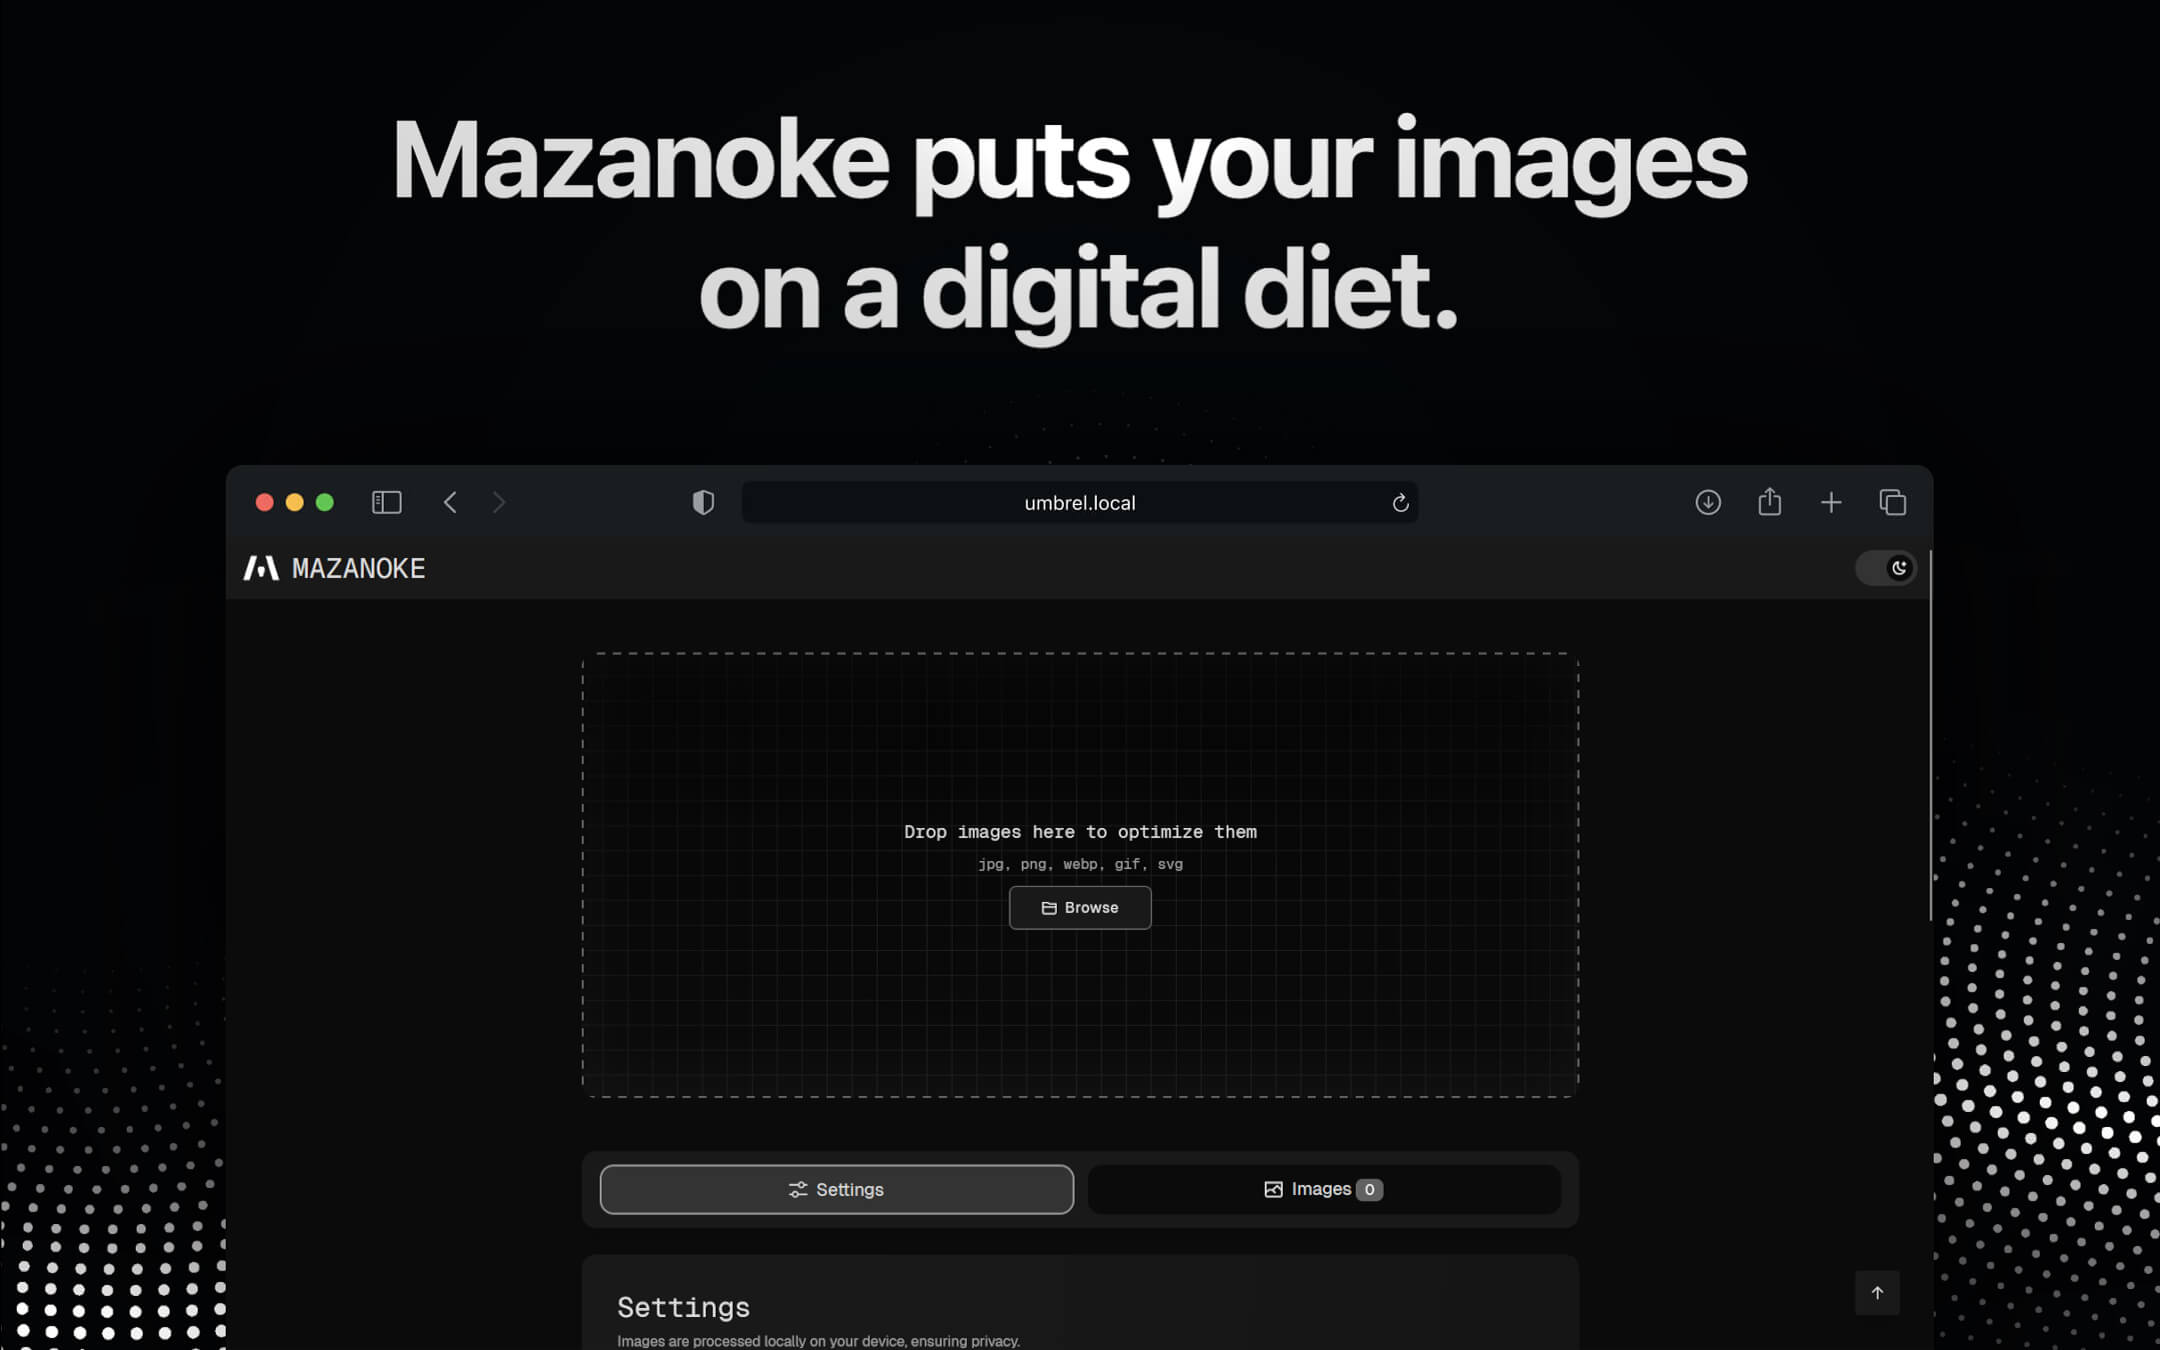 Mazanoke puts your images
on a digital diet.
umbrel.local
MAZANOKE
Drop images here to optimize them
jpg, png, webp, gif, svg
Browse
Settings
Images 0
Settings
Images are processed locally on your device, ensuring privacy.